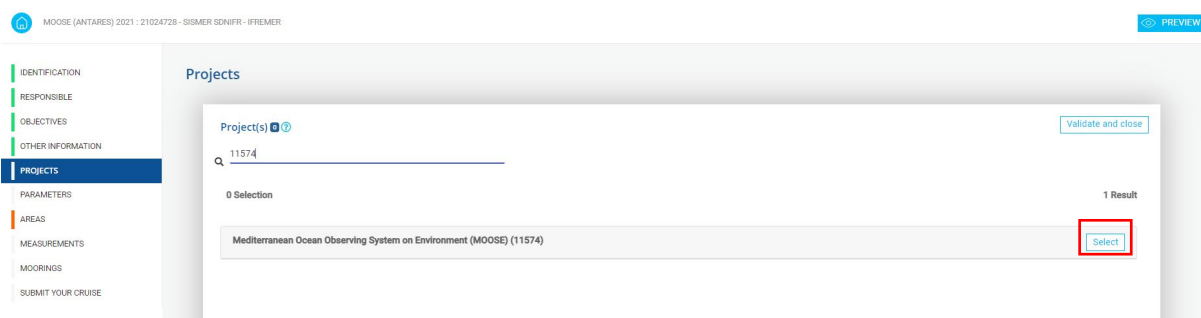 MOOSE (ANTARES) 2021 : 21024728 - SISMER SDNIFR - IFREMER
PREVIEW
IDENTIFICATION
RESPONSIBLE
OBJECTIVES
OTHER INFORMATION
PROJECTS
PARAMETERS
AREAS
MEASUREMENTS
MOORINGS
SUBMIT YOUR CRUISE
Projects
Project(s) 0 ?
Validate and close
11574
0 Selection
1 Result
Mediterranean Ocean Observing System on Environment (MOOSE) (11574)
Select